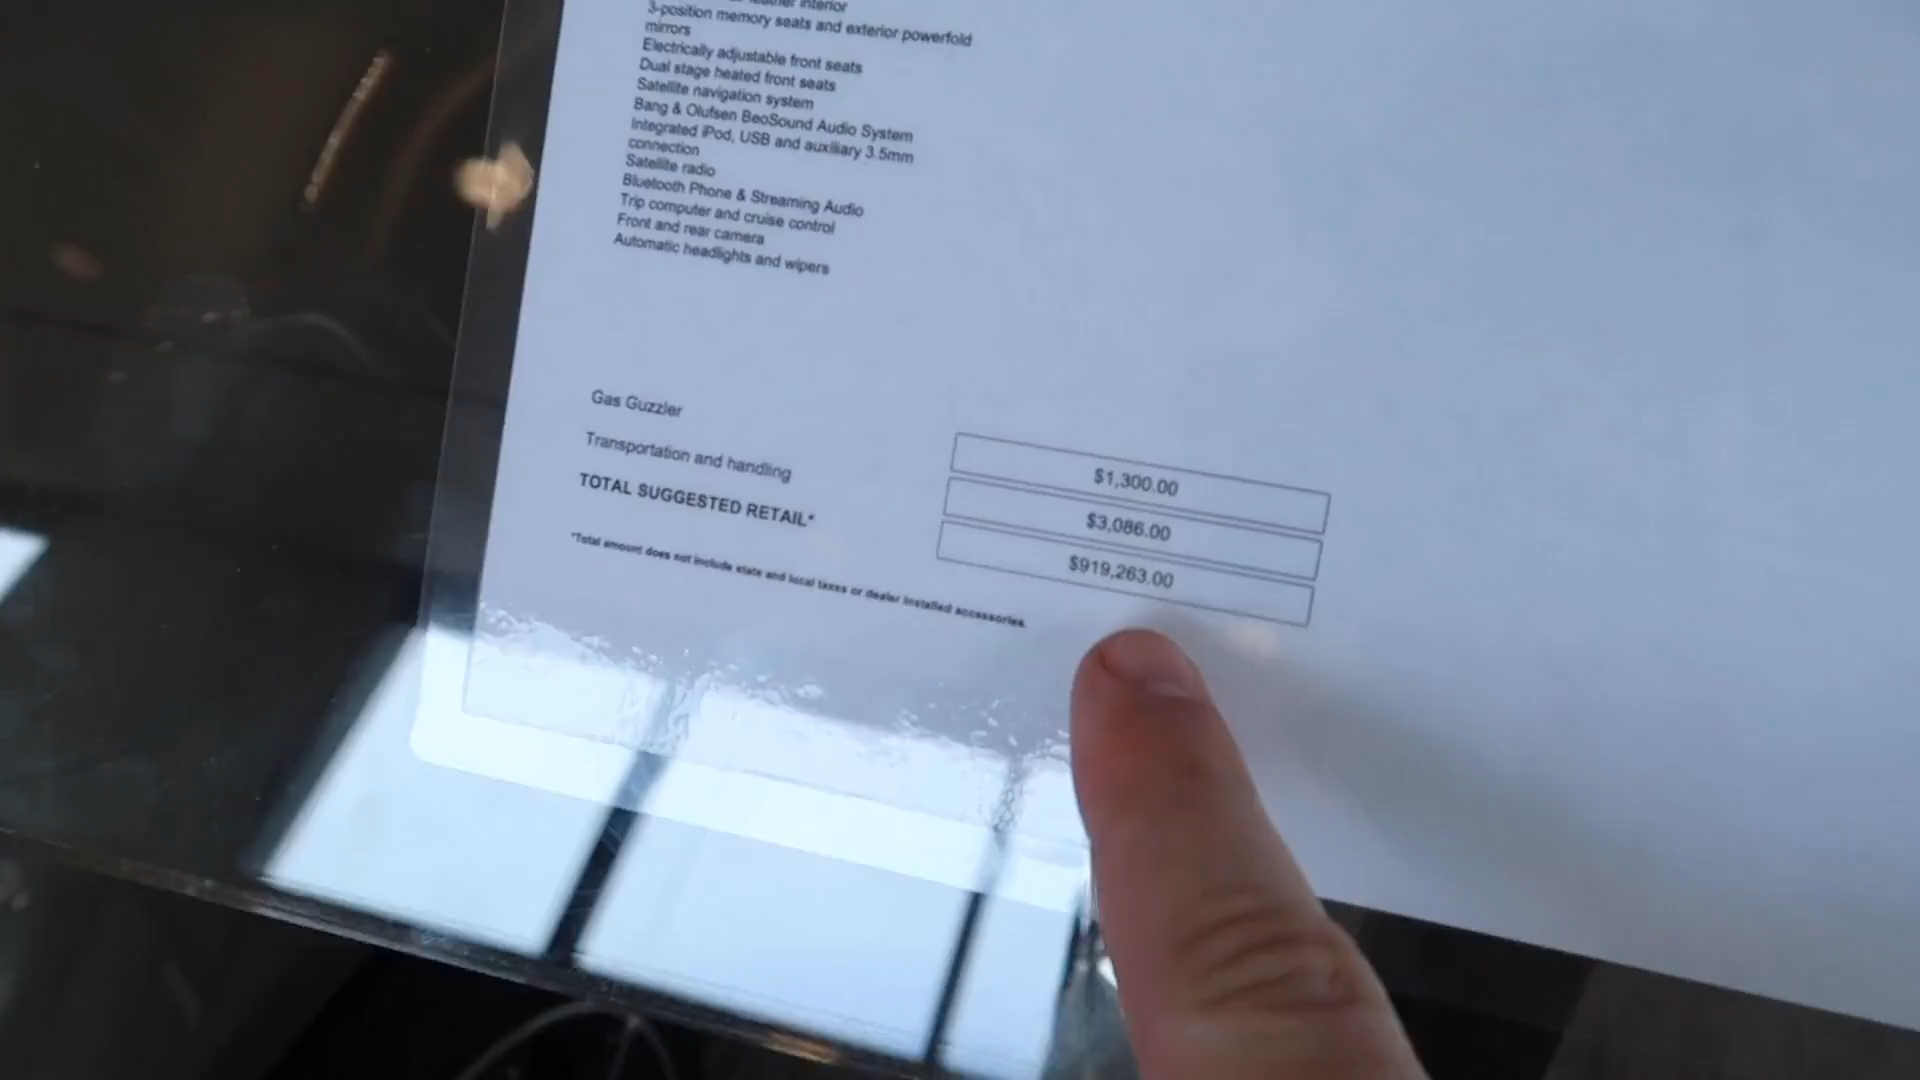 leather interior
3-position memory seats and exterior powerfold
mirrors
Electrically adjustable front seats
Dual stage heated front seats
Satellite navigation system
Bang & Olufsen BeoSound Audio System
Integrated iPod, USB and auxiliary 3.5mm
connection
Satellite radio
Bluetooth Phone & Streaming Audio
Trip computer and cruise control
Front and rear camera
Automatic headlights and wipers
Gas Guzzler
$1,300.00
Transportation and handling
$3,086.00
TOTAL SUGGESTED RETAIL*
$919,263.00
*Total amount does not include state and local taxes or dealer installed accessories.